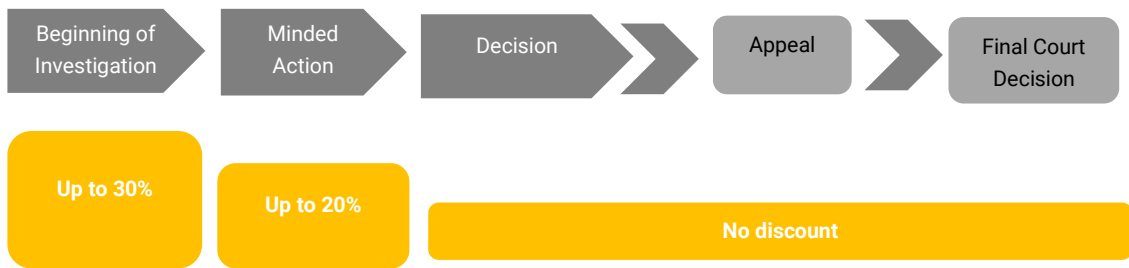 Beginning of
Investigation
Minded
Action
Decision
Appeal
Final Court
Decision
Up to 30%
Up to 20%
No discount